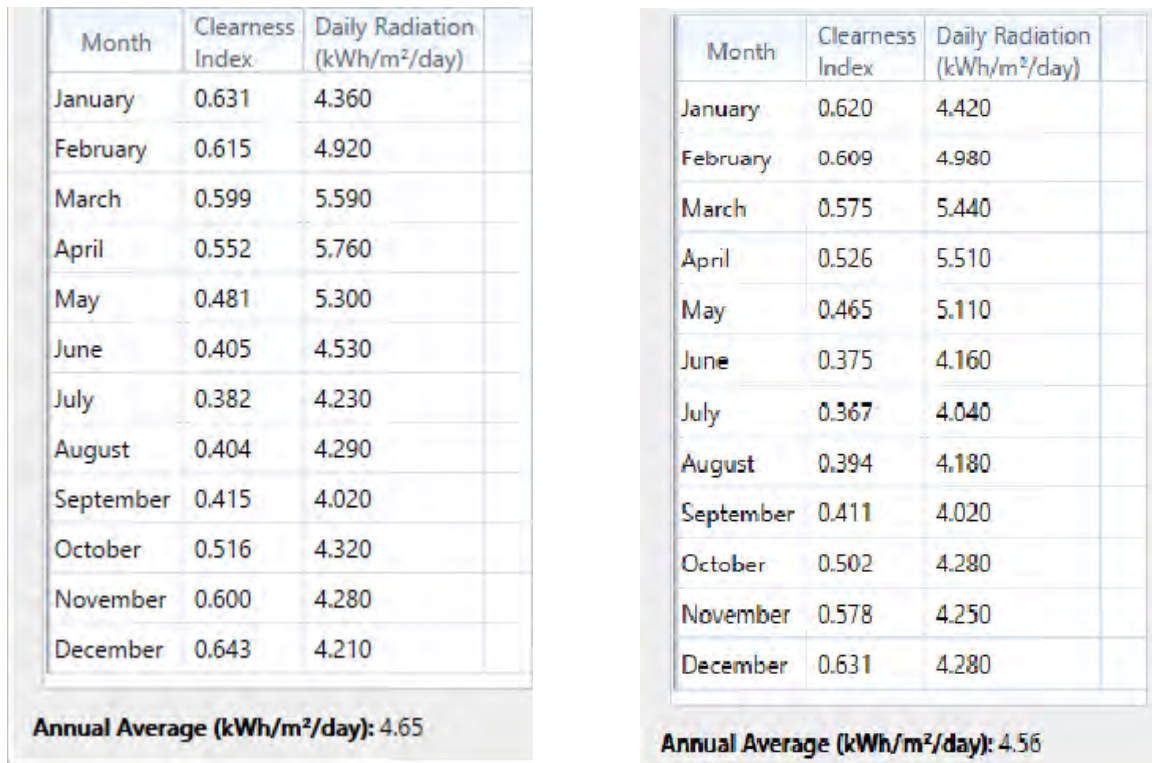 Month Clearness Index Daily Radiation (kWh/m²/day)
January 0.631 4.360
February 0.615 4.920
March 0.599 5.590
April 0.552 5.760
May 0.481 5.300
June 0.405 4.530
July 0.382 4.230
August 0.404 4.290
September 0.415 4.020
October 0.516 4.320
November 0.600 4.280
December 0.643 4.210
Annual Average (kWh/m²/day): 4.65
Month Clearness Index Daily Radiation (kWh/m²/day)
January 0.620 4.420
February 0.609 4.980
March 0.575 5.440
April 0.526 5.510
May 0.465 5.110
June 0.375 4.160
July 0.367 4.040
August 0.394 4.180
September 0.411 4.020
October 0.502 4.280
November 0.578 4.250
December 0.631 4.280
Annual Average (kWh/m²/day): 4.56